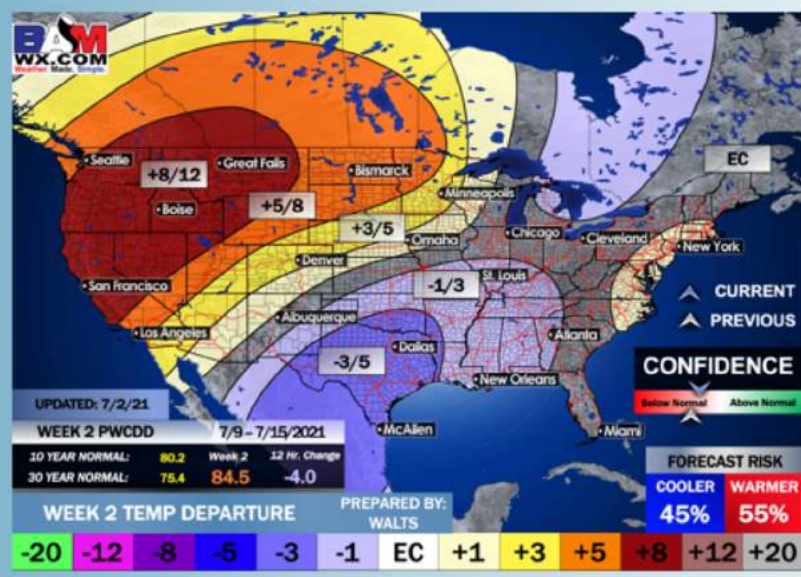 BAM
WX.COM
Weather. Made. Simple.
Seattle
+8/12
Great Falls
Bismarck
EC
Boise
+5/8
Minneapolis
+3/5
Omaha
Chicago
Cleveland
New York
Denver
San Francisco
-1/3
St. Louis
CURRENT
Albuquerque
PREVIOUS
Los Angeles
-3/5
Dallas
Atlanta
CONFIDENCE
New Orleans
Below Normal
Above Normal
UPDATED: 7/2/21
McAllen
Miami
WEEK 2 PWCDD
7/9 – 7/15/2021
10 YEAR NORMAL: 80.2 Week 2 12 Hr. Change
30 YEAR NORMAL: 75.4 84.5 -4.0
FORECAST RISK
COOLER WARMER
45% 55%
WEEK 2 TEMP DEPARTURE
PREPARED BY:
WALTS
-20 -12 -8 -5 -3 -1 EC +1 +3 +5 +8 +12 +20